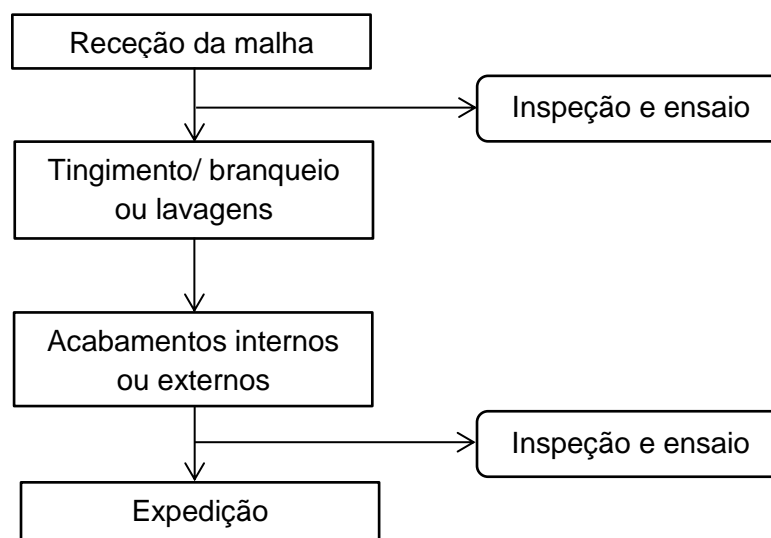 Receção da malha
Inspeção e ensaio
Tingimento/ branqueio
ou lavagens
Acabamentos internos
ou externos
Inspeção e ensaio
Expedição